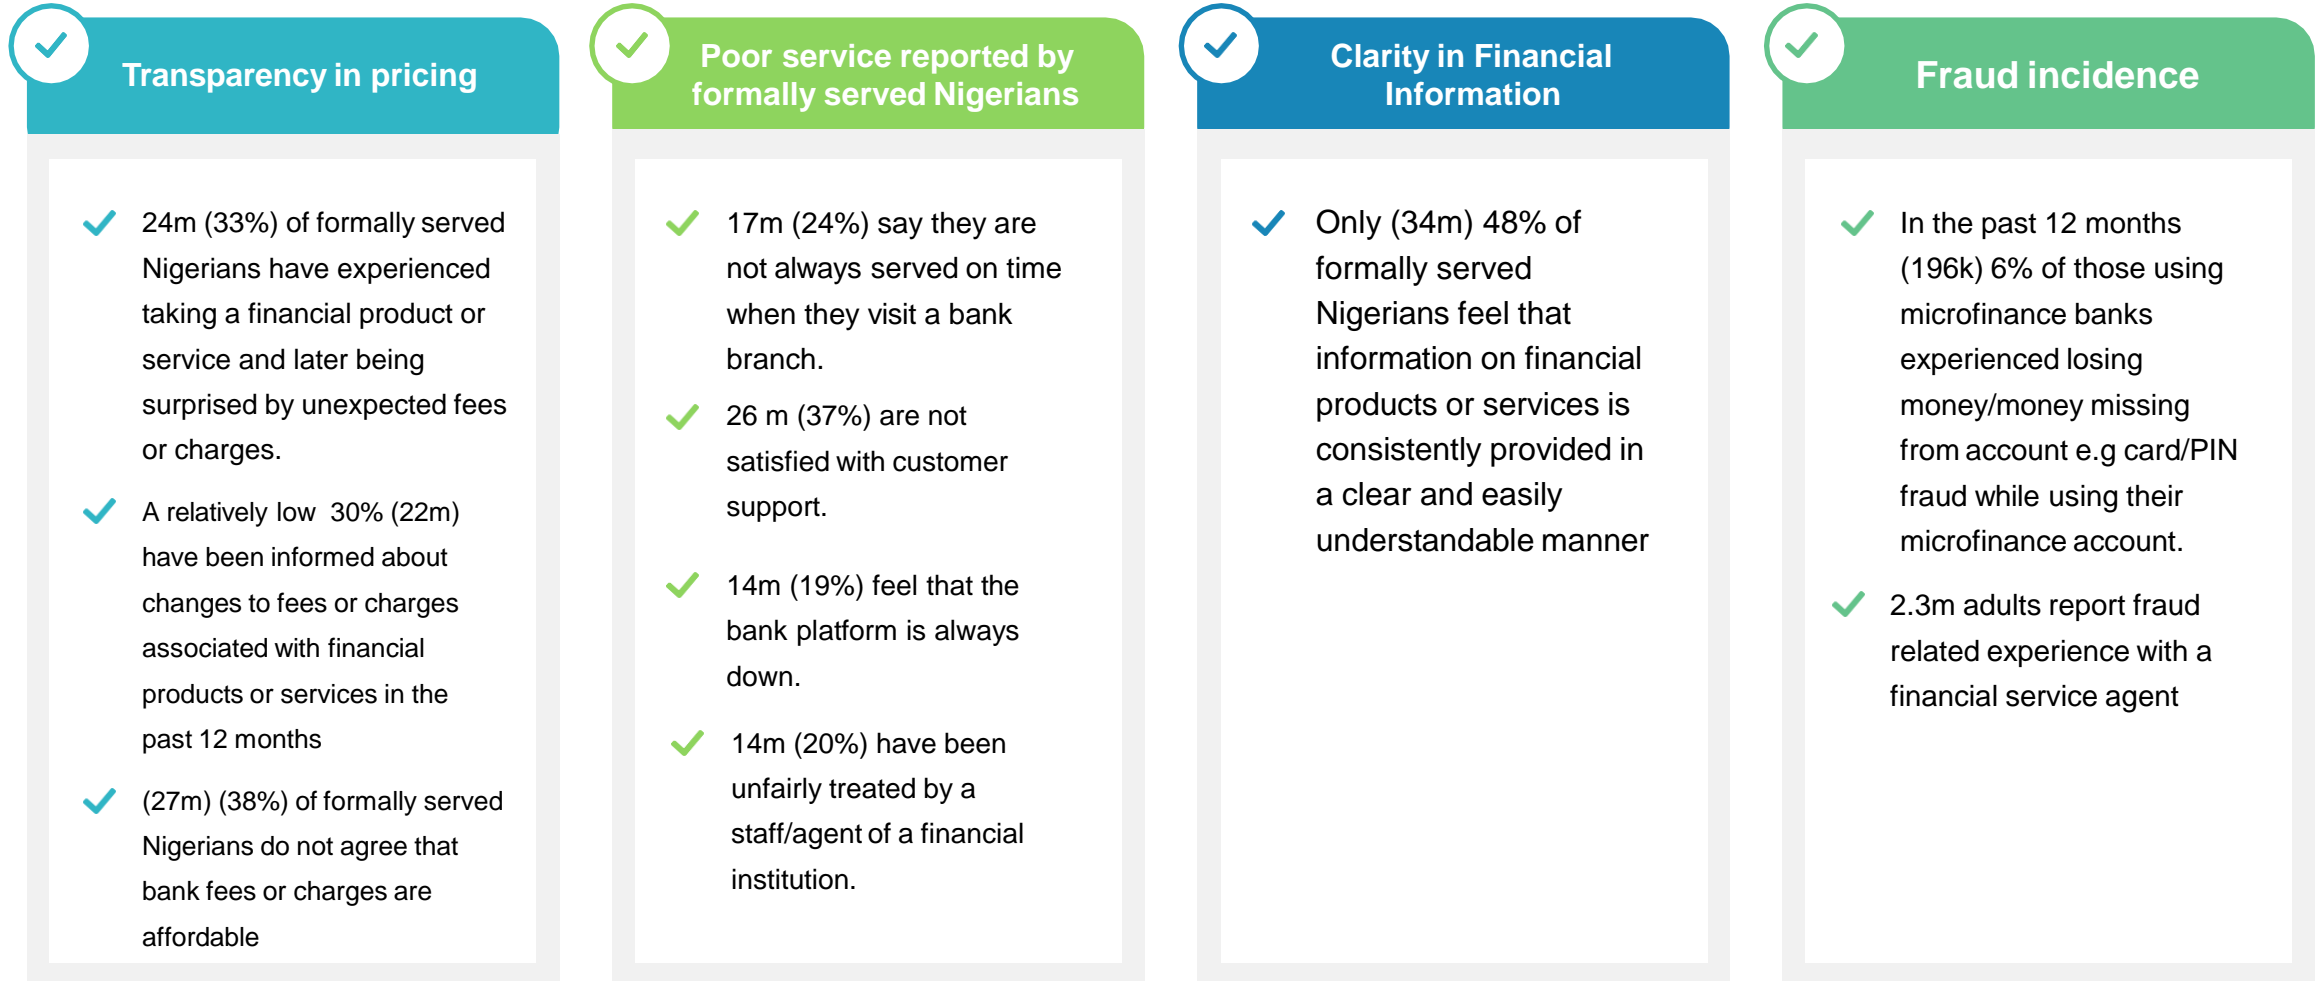 Transparency in pricing
24m (33%) of formally served
Nigerians have experienced
taking a financial product or
service and later being
surprised by unexpected fees
or charges.
A relatively low 30% (22m)
have been informed about
changes to fees or charges
associated with financial
products or services in the
past 12 months
(27m) (38%) of formally served
Nigerians do not agree that
bank fees or charges are
affordable
Poor service reported by
formally served Nigerians
17m (24%) say they are
not always served on time
when they visit a bank
branch.
26 m (37%) are not
satisfied with customer
support.
14m (19%) feel that the
bank platform is always
down.
14m (20%) have been
unfairly treated by a
staff/agent of a financial
institution.
Clarity in Financial
Information
Only (34m) 48% of
formally served
Nigerians feel that
information on financial
products or services is
consistently provided in
a clear and easily
understandable manner
Fraud incidence
In the past 12 months
(196k) 6% of those using
microfinance banks
experienced losing
money/money missing
from account e.g card/PIN
fraud while using their
microfinance account.
2.3m adults report fraud
related experience with a
financial service agent